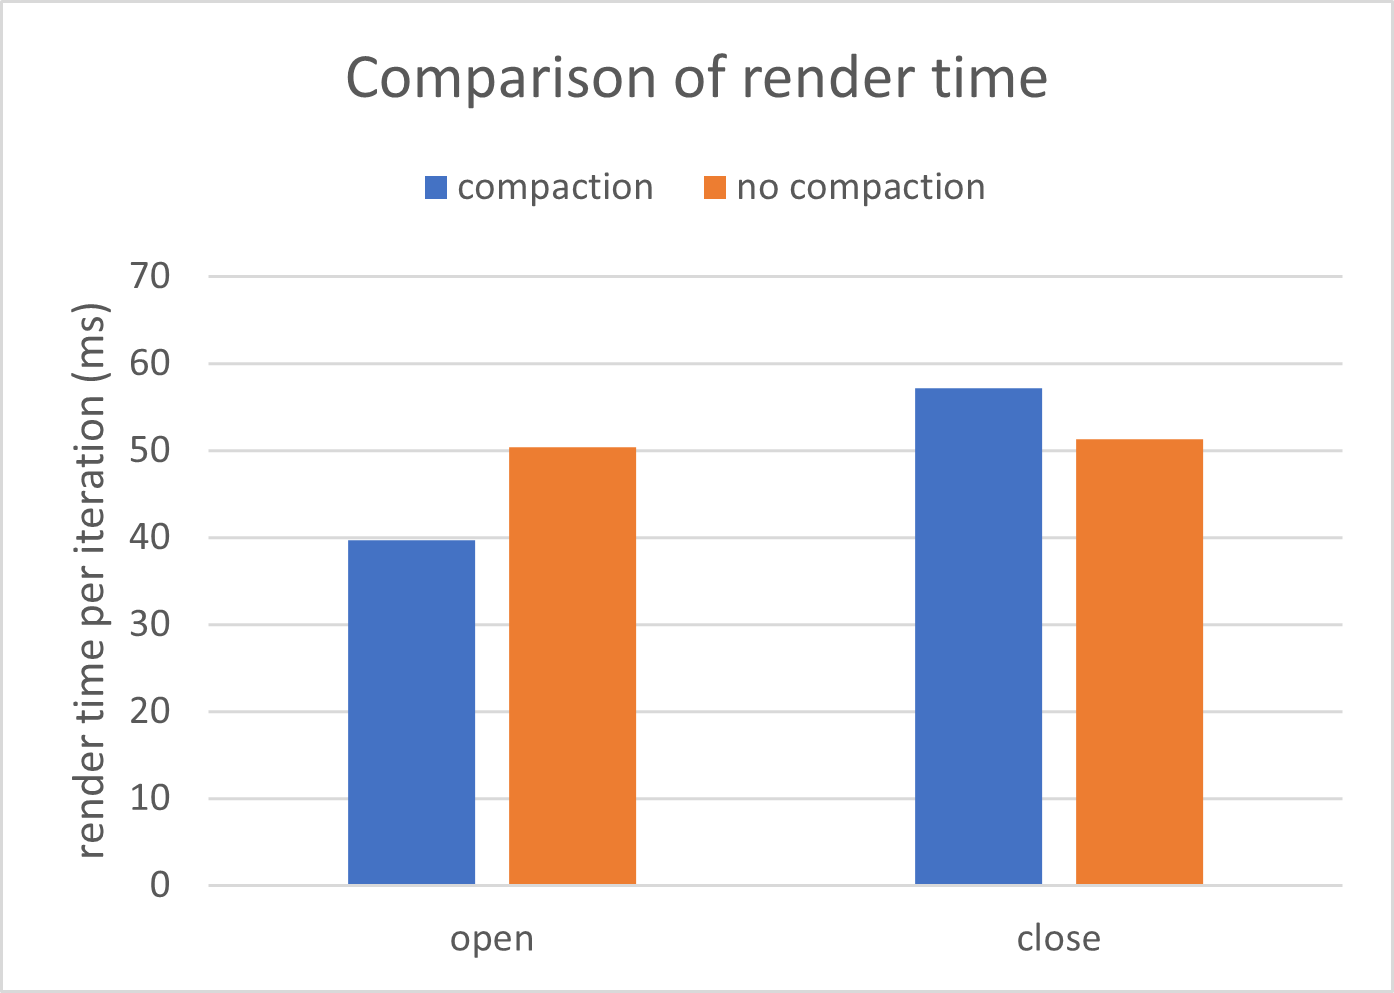 Comparison of render time
compaction no compaction
render time per iteration (ms)
70
60
50
40
30
20
10
0
open close